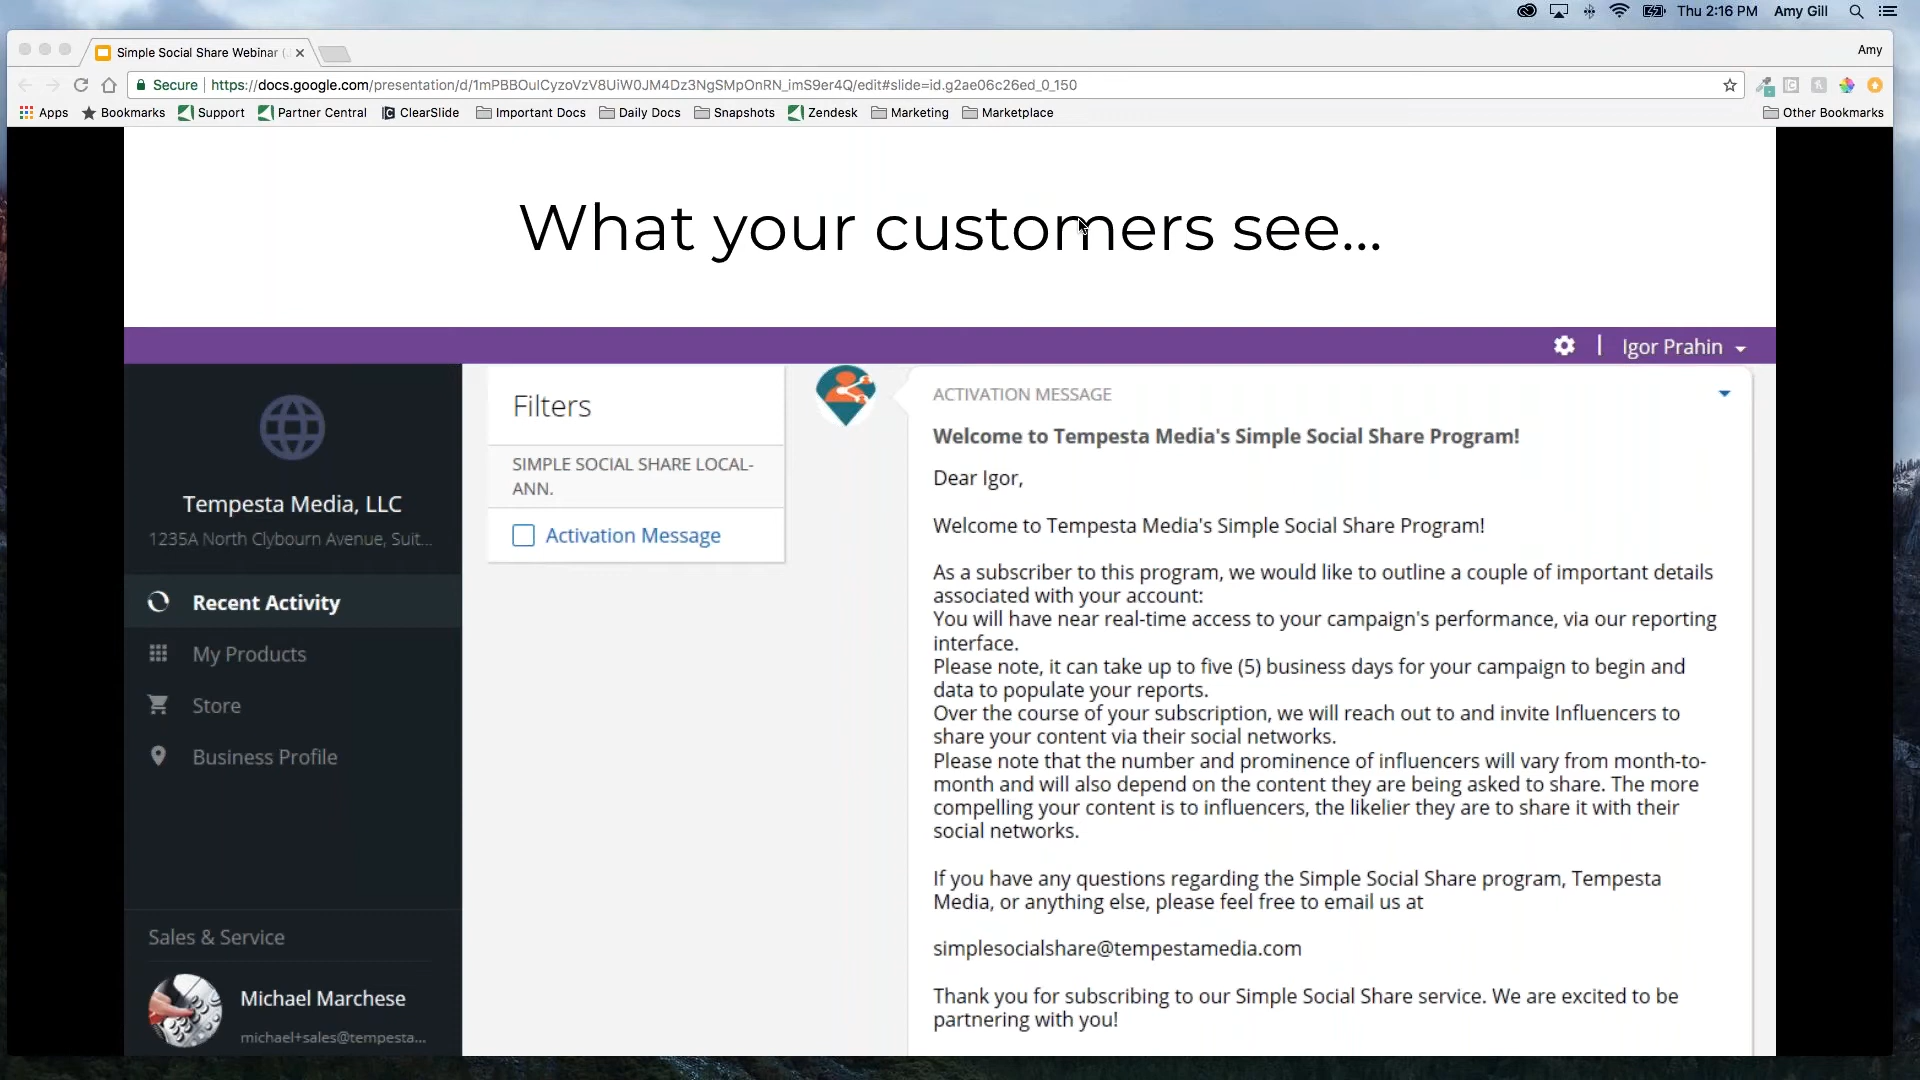 Thu 2:16 PM Amy Gill
Simple Social Share Webinar (
Amy
Secure https://docs.google.com/presentation/d/1mPBBOulCyzoVzV8UiW0JM4Dz3NgSMpOnRN_imS9er4Q/edit#slide=id.g2ae06c26ed_0_150
Apps Bookmarks Support Partner Central ClearSlide Important Docs Daily Docs Snapshots Zendesk Marketing Marketplace Other Bookmarks
What your customers see...
Igor Prahin
Tempesta Media, LLC
1235A North Clybourn Avenue, Suit...
Recent Activity
My Products
Store
Business Profile
Sales & Service
Michael Marchese
michael+sales@tempesta...
Filters
SIMPLE SOCIAL SHARE LOCAL-
ANN.
Activation Message
ACTIVATION MESSAGE
Welcome to Tempesta Media's Simple Social Share Program!
Dear Igor,
Welcome to Tempesta Media's Simple Social Share Program!
As a subscriber to this program, we would like to outline a couple of important details
associated with your account:
You will have near real-time access to your campaign's performance, via our reporting
interface.
Please note, it can take up to five (5) business days for your campaign to begin and
data to populate your reports.
Over the course of your subscription, we will reach out to and invite Influencers to
share your content via their social networks.
Please note that the number and prominence of influencers will vary from month-to-
month and will also depend on the content they are being asked to share. The more
compelling your content is to influencers, the likelier they are to share it with their
social networks.
If you have any questions regarding the Simple Social Share program, Tempesta
Media, or anything else, please feel free to email us at
simplesocialshare@tempestamedia.com
Thank you for subscribing to our Simple Social Share service. We are excited to be
partnering with you!